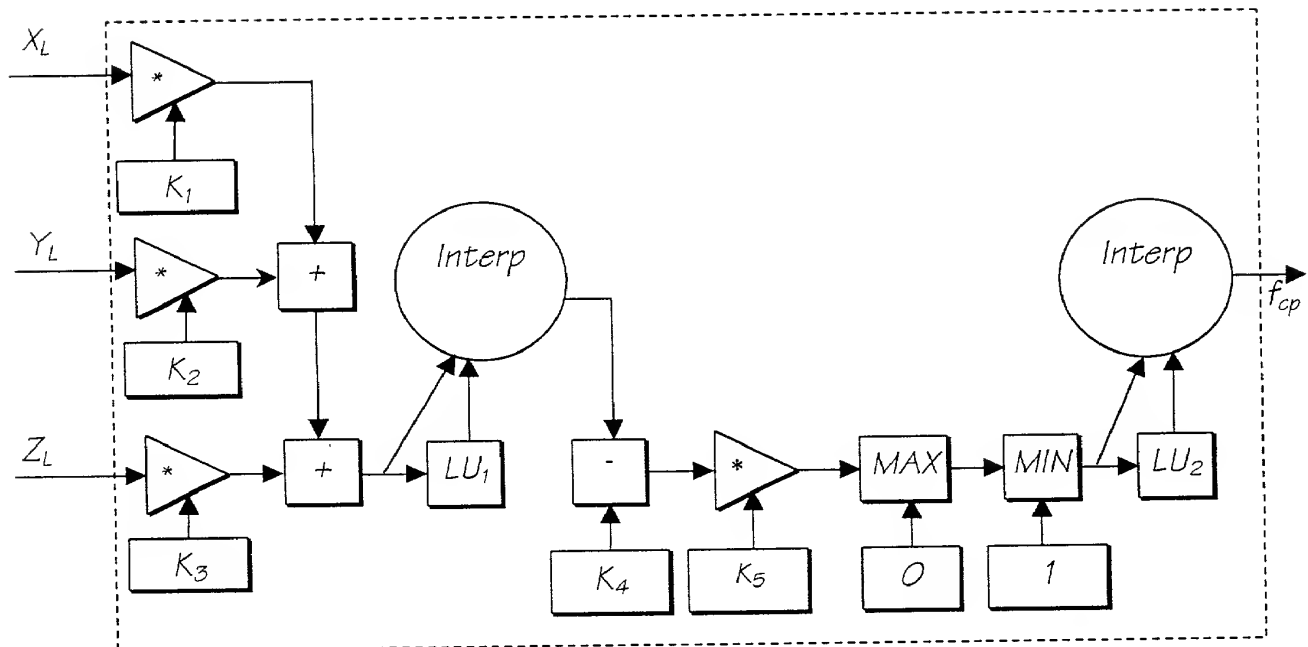 X_L
*
K_1
Y_L
*
+
Interp
Interp
f_cp
K_2
Z_L
*
+
LU_1
-
*
MAX
MIN
LU_2
K_3
K_4
K_5
0
1